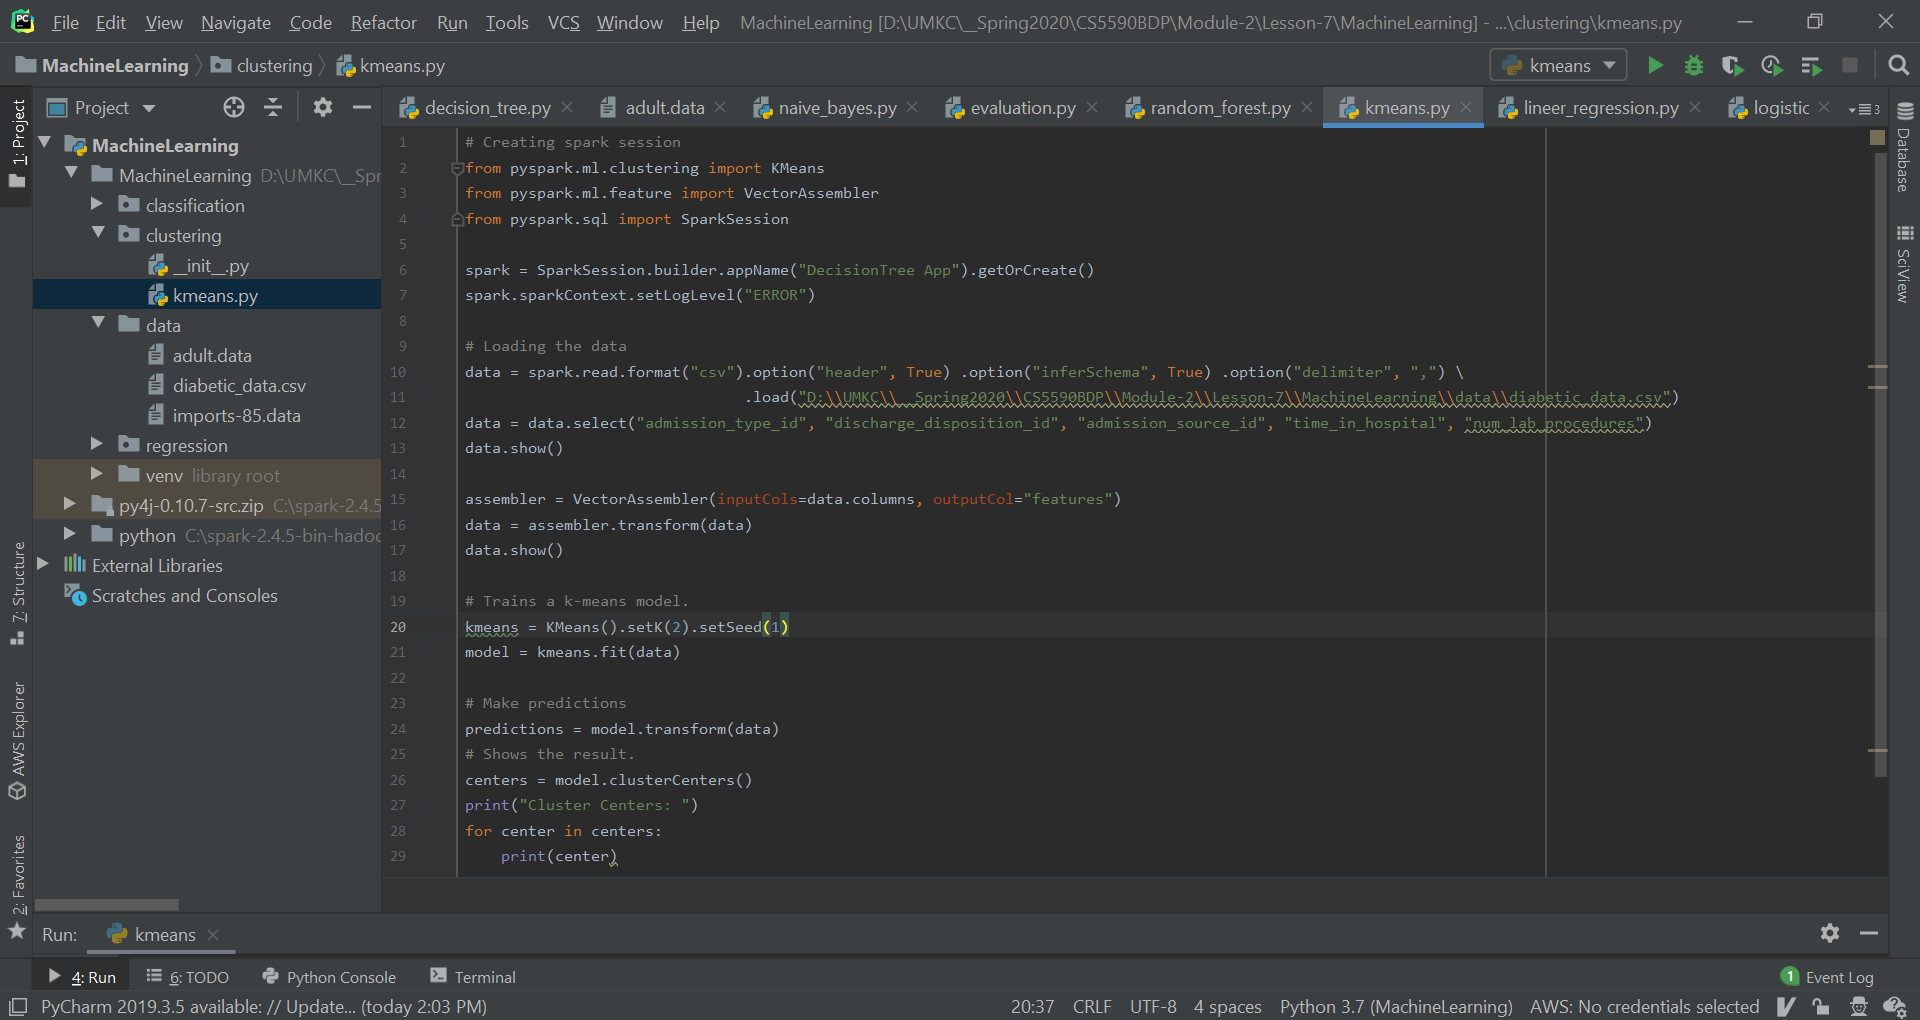 File Edit View Navigate Code Refactor Run Tools VCS Window Help MachineLearning [D:\UMKC\__Spring2020\CS5590BDP\Module-2\Lesson-7\MachineLearning] - ...\clustering\kmeans.py
MachineLearning clustering kmeans.py kmeans
1: Project
Project
decision_tree.py adult.data naive_bayes.py evaluation.py random_forest.py kmeans.py lineer_regression.py logistic 3
MachineLearning
MachineLearning D:\UMKC\__Spr
classification
clustering
__init__.py
kmeans.py
data
adult.data
diabetic_data.csv
imports-85.data
regression
venv library root
py4j-0.10.7-src.zip C:\spark-2.4.5
python C:\spark-2.4.5-bin-hadoo
External Libraries
Scratches and Consoles
7: Structure
AWS Explorer
2: Favorites
1 # Creating spark session
2 from pyspark.ml.clustering import KMeans
3 from pyspark.ml.feature import VectorAssembler
4 from pyspark.sql import SparkSession
5
6 spark = SparkSession.builder.appName("DecisionTree App").getOrCreate()
7 spark.sparkContext.setLogLevel("ERROR")
8
9 # Loading the data
10 data = spark.read.format("csv").option("header", True) .option("inferSchema", True) .option("delimiter", ",") \
11 .load("D:\\UMKC\\__Spring2020\\CS5590BDP\\Module-2\\Lesson-7\\MachineLearning\\data\\diabetic_data.csv")
12 data = data.select("admission_type_id", "discharge_disposition_id", "admission_source_id", "time_in_hospital", "num_lab_procedures")
13 data.show()
14
15 assembler = VectorAssembler(inputCols=data.columns, outputCol="features")
16 data = assembler.transform(data)
17 data.show()
18
19 # Trains a k-means model.
20 kmeans = KMeans().setK(2).setSeed(1)
21 model = kmeans.fit(data)
22
23 # Make predictions
24 predictions = model.transform(data)
25 # Shows the result.
26 centers = model.clusterCenters()
27 print("Cluster Centers: ")
28 for center in centers:
29 print(center)
Database
SciView
Run: kmeans
4: Run 6: TODO Python Console Terminal 1 Event Log
PyCharm 2019.3.5 available: // Update... (today 2:03 PM) 20:37 CRLF UTF-8 4 spaces Python 3.7 (MachineLearning) AWS: No credentials selected